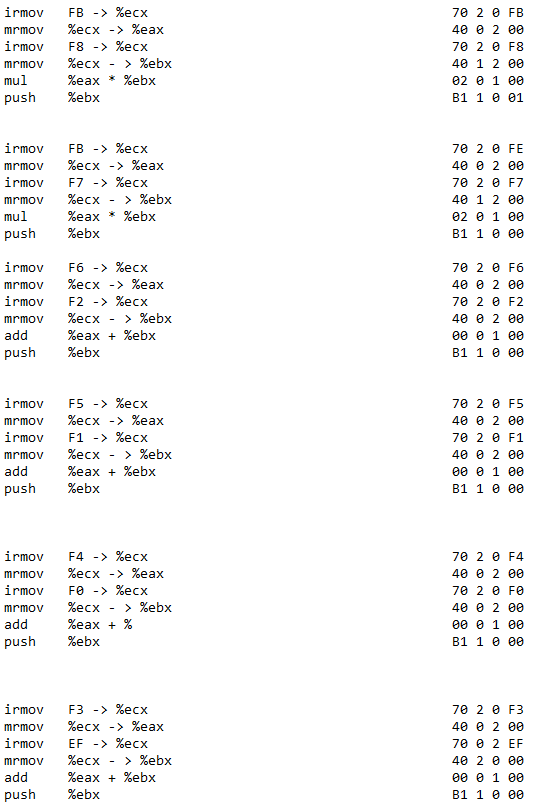 irmov FB -> %ecx 70 2 0 FB
mrmov %ecx -> %eax 40 0 2 00
irmov F8 -> %ecx 70 2 0 F8
mrmov %ecx - > %ebx 40 1 2 00
mul %eax * %ebx 02 0 1 00
push %ebx B1 1 0 01
irmov FB -> %ecx 70 2 0 FE
mrmov %ecx -> %eax 40 0 2 00
irmov F7 -> %ecx 70 2 0 F7
mrmov %ecx - > %ebx 40 1 2 00
mul %eax * %ebx 02 0 1 00
push %ebx B1 1 0 00
irmov F6 -> %ecx 70 2 0 F6
mrmov %ecx -> %eax 40 0 2 00
irmov F2 -> %ecx 70 2 0 F2
mrmov %ecx - > %ebx 40 0 2 00
add %eax + %ebx 00 0 1 00
push %ebx B1 1 0 00
irmov F5 -> %ecx 70 2 0 F5
mrmov %ecx -> %eax 40 0 2 00
irmov F1 -> %ecx 70 2 0 F1
mrmov %ecx - > %ebx 40 0 2 00
add %eax + %ebx 00 0 1 00
push %ebx B1 1 0 00
irmov F4 -> %ecx 70 2 0 F4
mrmov %ecx -> %eax 40 0 2 00
irmov F0 -> %ecx 70 2 0 F0
mrmov %ecx - > %ebx 40 0 2 00
add %eax + % 00 0 1 00
push %ebx B1 1 0 00
irmov F3 -> %ecx 70 2 0 F3
mrmov %ecx -> %eax 40 0 2 00
irmov EF -> %ecx 70 0 2 EF
mrmov %ecx - > %ebx 40 2 0 00
add %eax + %ebx 00 0 1 00
push %ebx B1 1 0 00